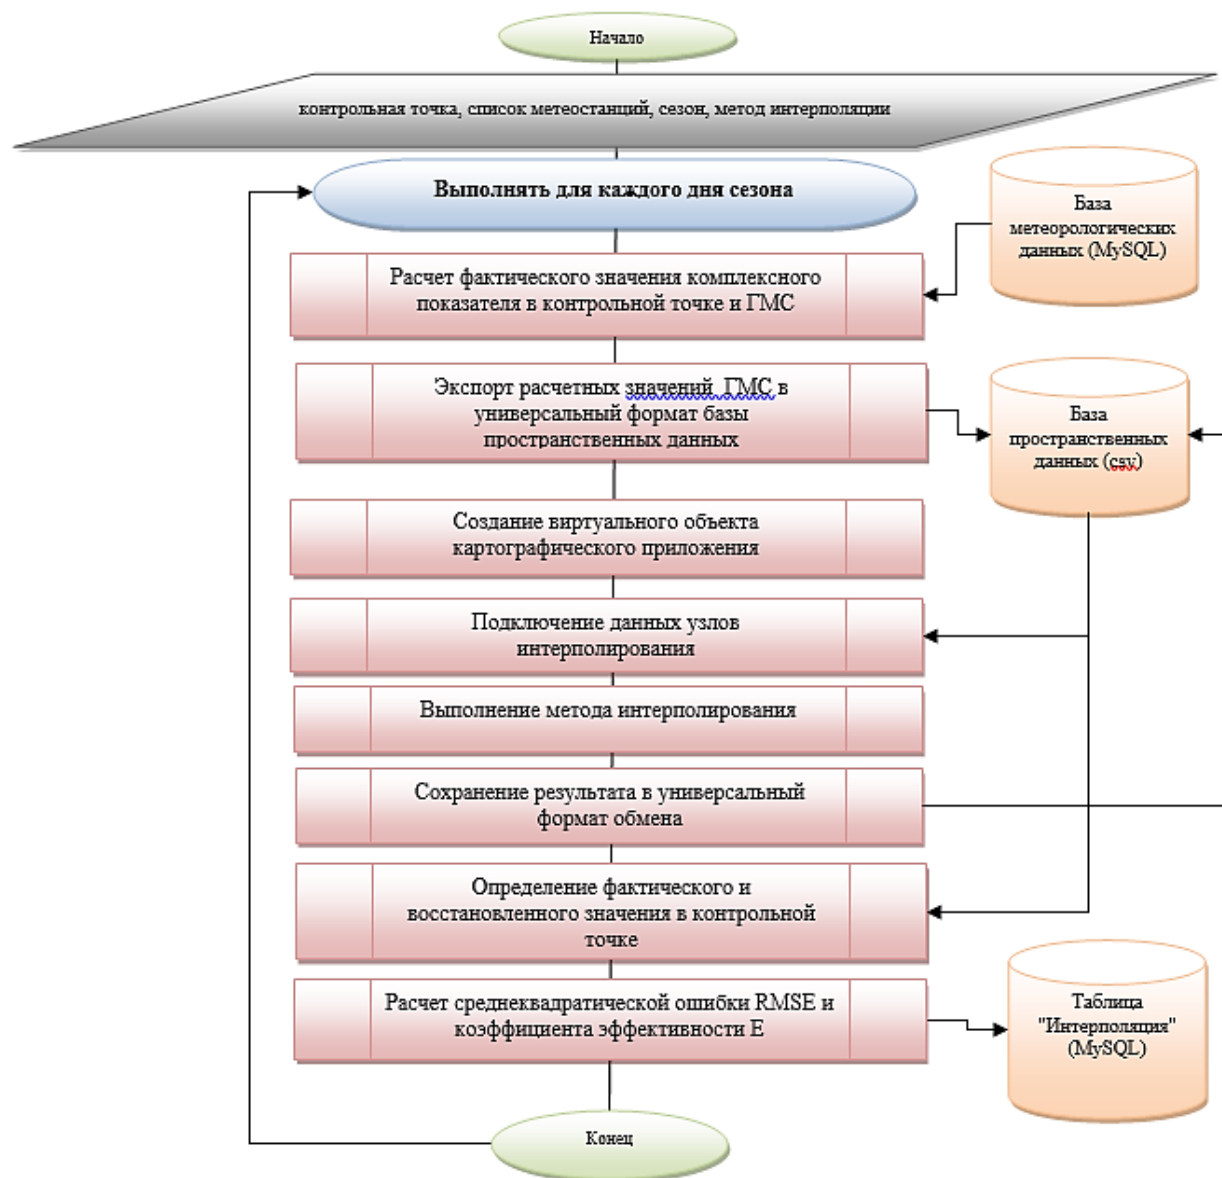 Начало
контрольная точка, список метеостанций, сезон, метод интерполяции
Выполнять для каждого дня сезона
База
метеорологических
данных (MySQL)
Расчет фактического значения комплексного
показателя в контрольной точке и ГМС
Экспорт расчетных значений ГМС в
универсальный формат базы
пространственных данных
База
пространственных
данных (csv)
Создание виртуального объекта
картографического приложения
Подключение данных узлов
интерполирования
Выполнение метода интерполирования
Сохранение результата в универсальный
формат обмена
Определение фактического и
восстановленного значения в контрольной
точке
Расчет среднеквадратической ошибки RMSE и
коэффициента эффективности E
Таблица
"Интерполяция"
(MySQL)
Конец